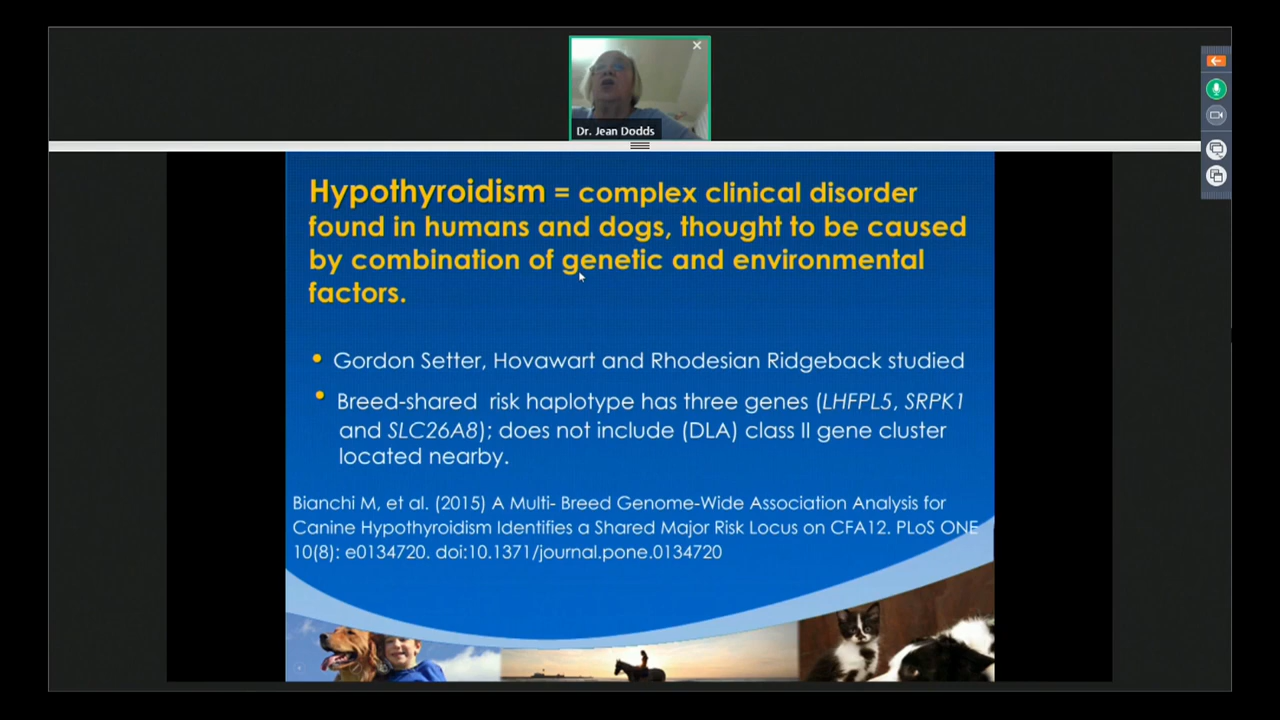 Dr. Jean Dodds
Hypothyroidism = complex clinical disorder
found in humans and dogs, thought to be caused
by combination of genetic and environmental
factors.
• Gordon Setter, Hovawart and Rhodesian Ridgeback studied
• Breed-shared risk haplotype has three genes (LHFPL5, SRPK1
and SLC26A8); does not include (DLA) class II gene cluster
located nearby.
Bianchi M, et al. (2015) A Multi- Breed Genome-Wide Association Analysis for
Canine Hypothyroidism Identifies a Shared Major Risk Locus on CFA12. PLoS ONE
10(8): e0134720. doi:10.1371/journal.pone.0134720